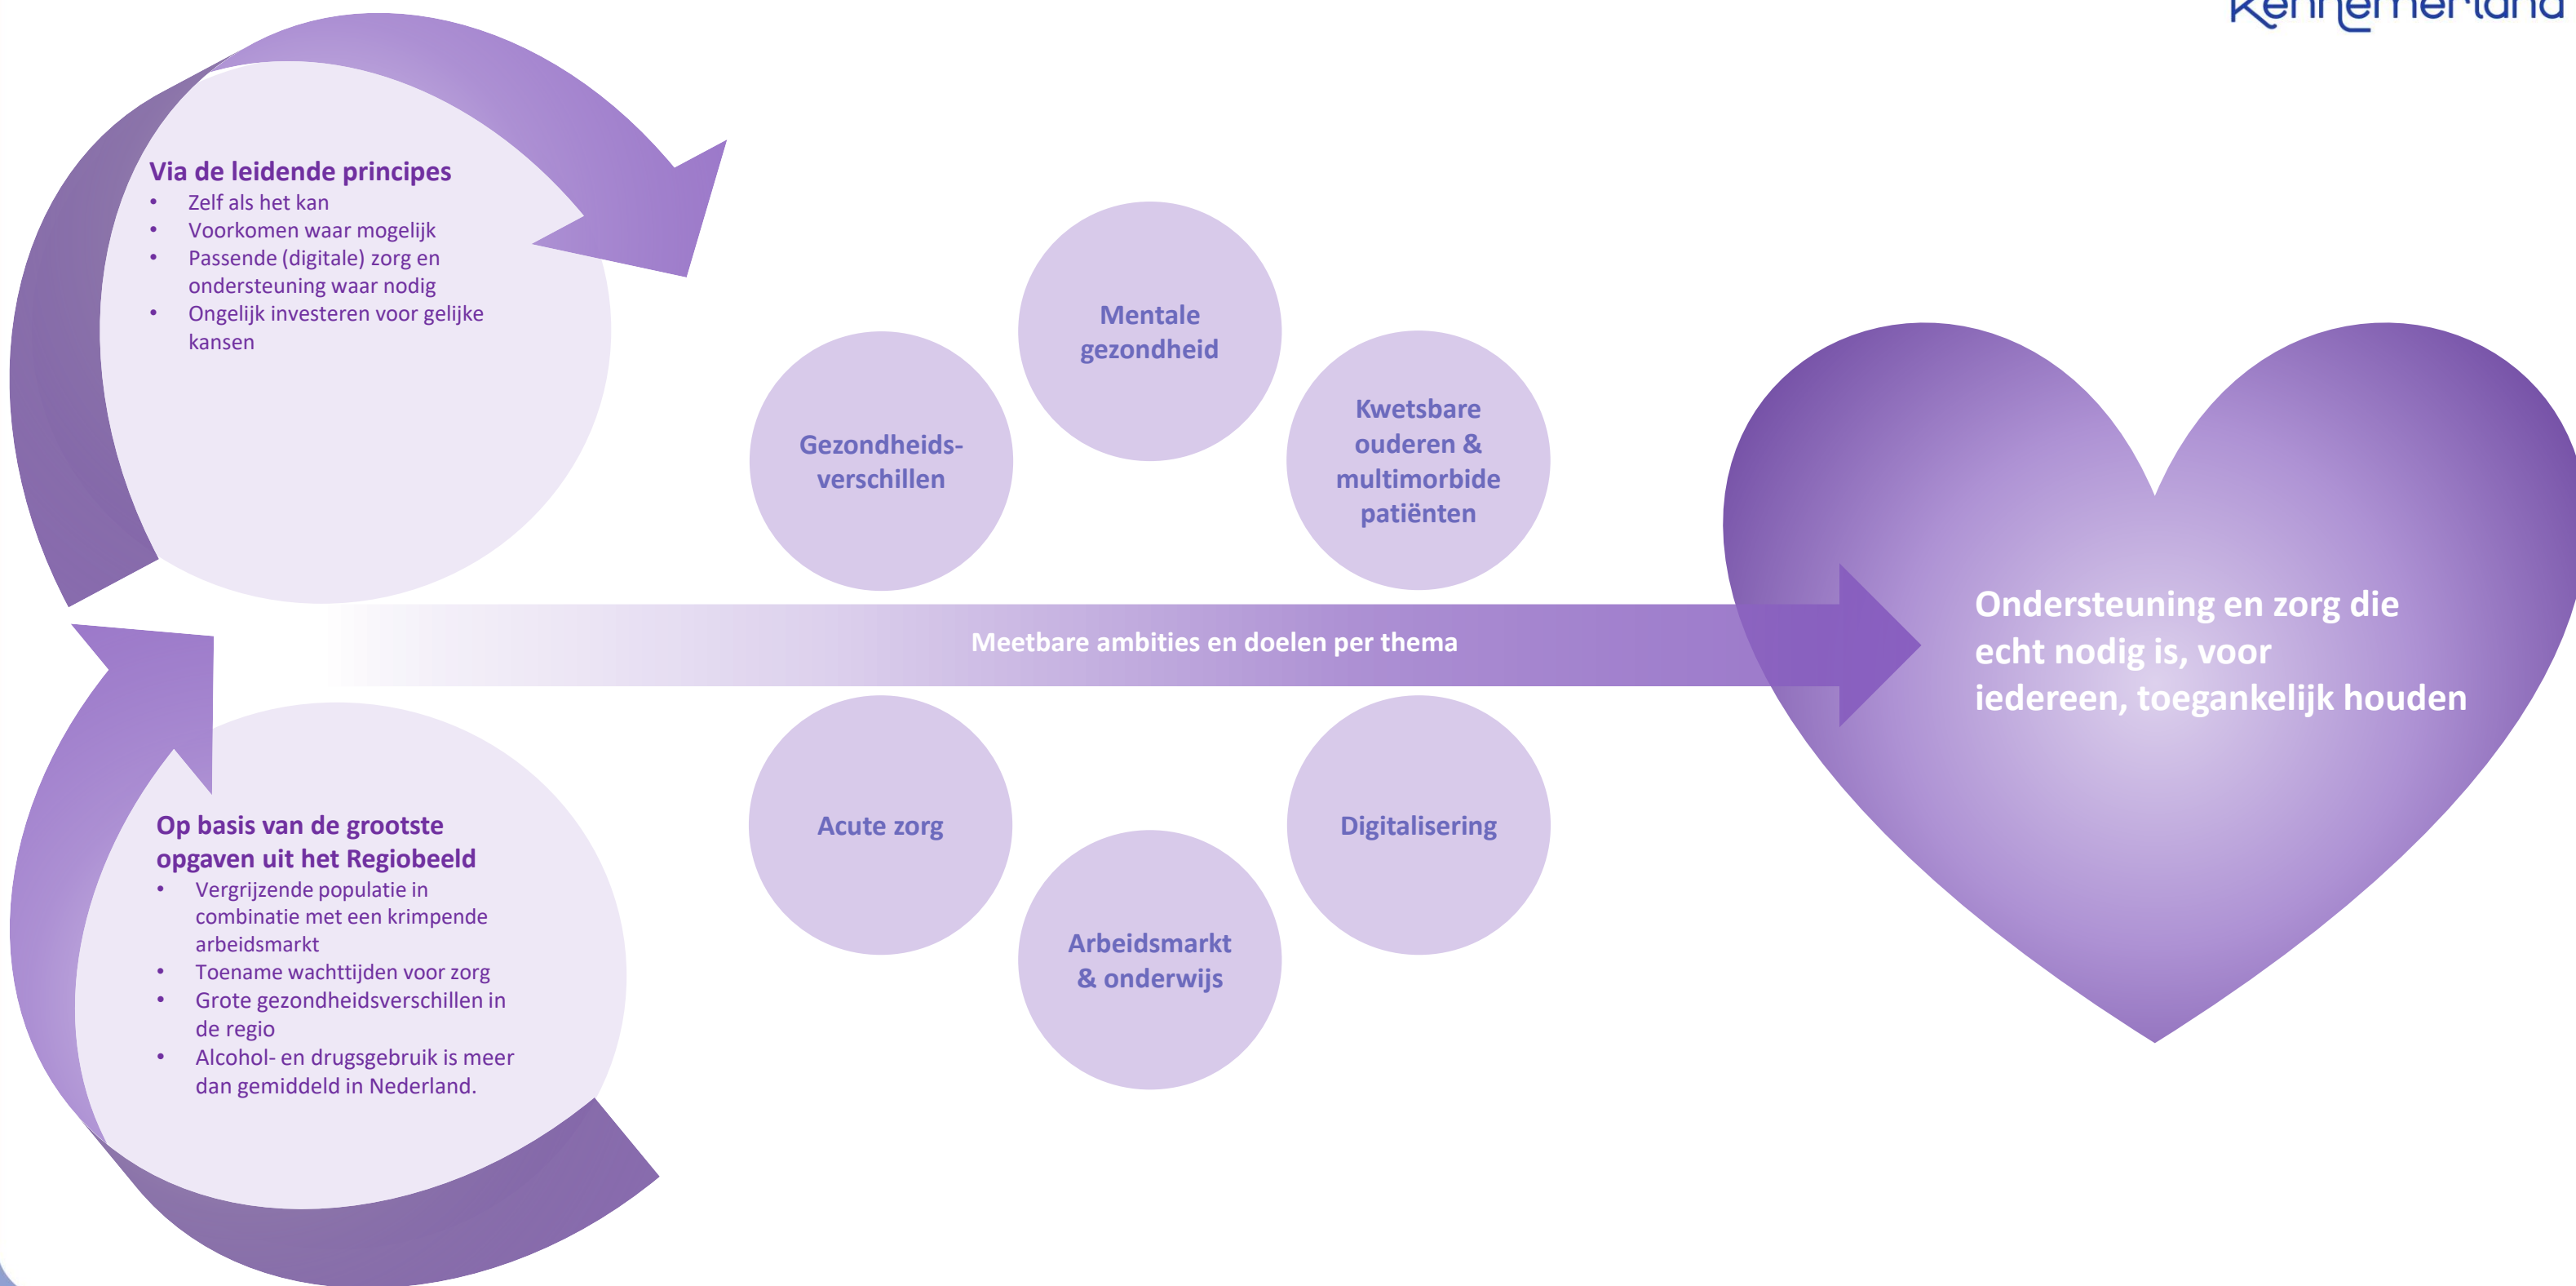 Kennemerland
Via de leidende principes
• Zelf als het kan
• Voorkomen waar mogelijk
• Passende (digitale) zorg en
ondersteuning waar nodig
• Ongelijk investeren voor gelijke
kansen
Op basis van de grootste
opgaven uit het Regiobeeld
• Vergrijzende populatie in
combinatie met een krimpende
arbeidsmarkt
• Toename wachttijden voor zorg
• Grote gezondheidsverschillen in
de regio
• Alcohol- en drugsgebruik is meer
dan gemiddeld in Nederland.
Gezondheids-
verschillen
Mentale
gezondheid
Kwetsbare
ouderen &
multimorbide
patiënten
Meetbare ambities en doelen per thema
Acute zorg
Arbeidsmarkt
& onderwijs
Digitalisering
Ondersteuning en zorg die
echt nodig is, voor
iedereen, toegankelijk houden